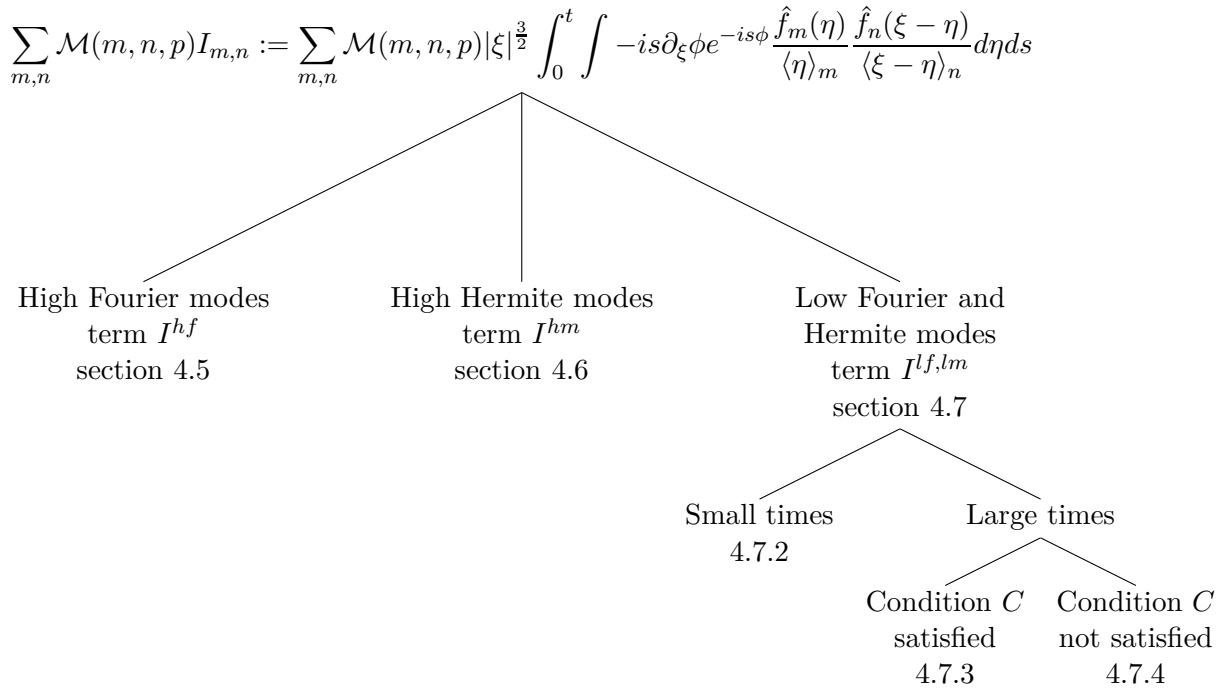 \sum_{m,n} \mathcal{M}(m,n,p) I_{m,n} := \sum_{m,n} \mathcal{M}(m,n,p) |\xi|^{\frac{3}{2}} \int_0^t \int -is\partial_\xi \phi e^{-is\phi} \frac{\hat{f}_m(\eta)}{\langle \eta \rangle_m} \frac{\hat{f}_n(\xi-\eta)}{\langle \xi-\eta \rangle_n} d\eta ds
High Fourier modes
term I^{hf}
section 4.5
High Hermite modes
term I^{hm}
section 4.6
Low Fourier and
Hermite modes
term I^{lf,lm}
section 4.7
Small times
4.7.2
Large times
Condition C
satisfied
4.7.3
Condition C
not satisfied
4.7.4